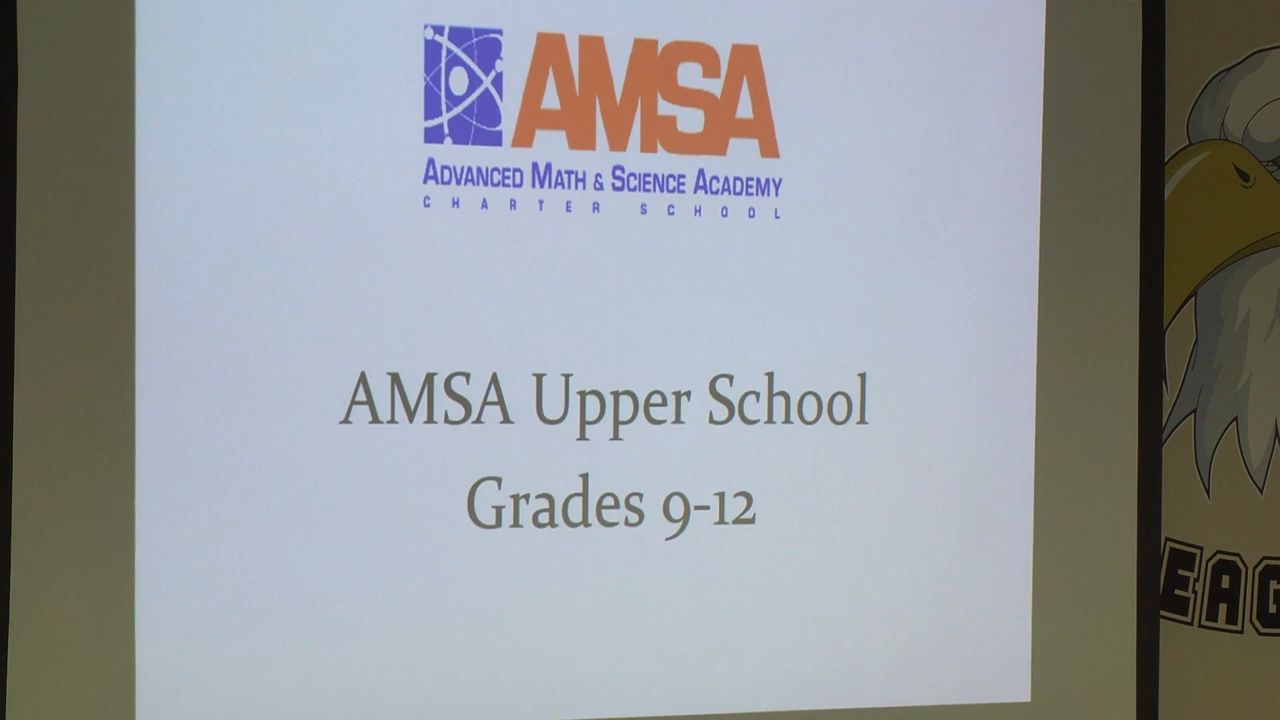 AMSA
ADVANCED MATH & SCIENCE ACADEMY
CHARTER SCHOOL
AMSA Upper School
Grades 9-12
EAG